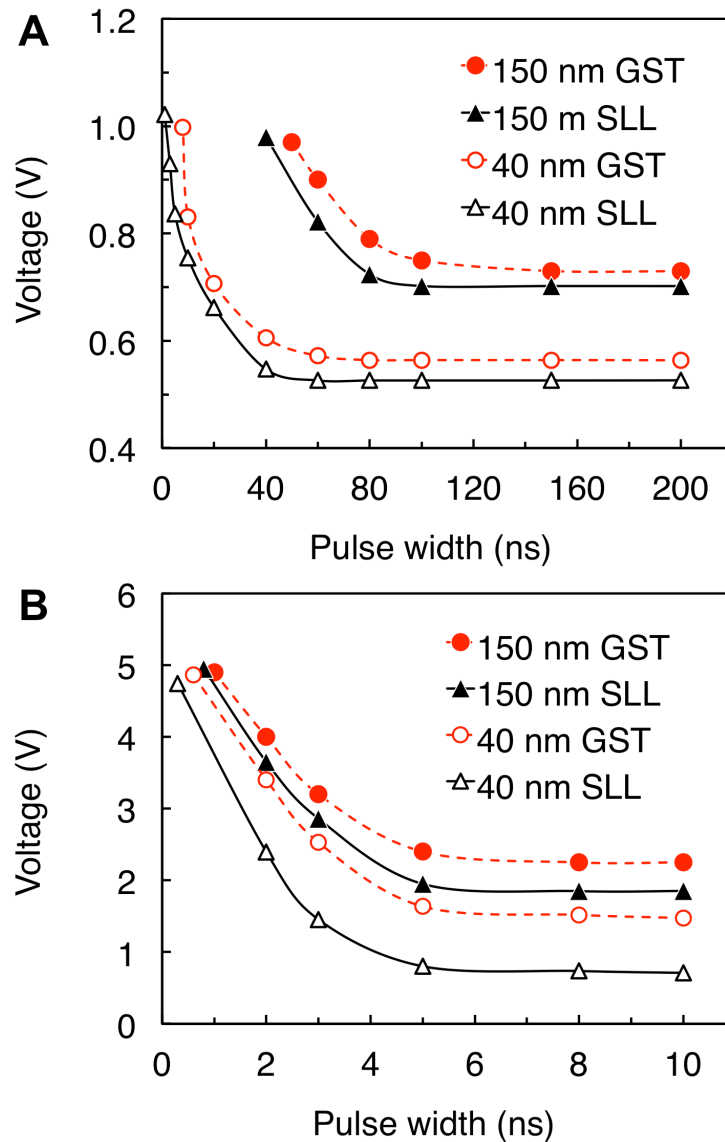 A
1.2
1.0
0.8
0.6
0.4
Voltage (V)
150 nm GST
150 m SLL
40 nm GST
40 nm SLL
0 40 80 120 160 200
Pulse width (ns)
B
6
5
4
3
2
1
0
Voltage (V)
150 nm GST
150 nm SLL
40 nm GST
40 nm SLL
0 2 4 6 8 10
Pulse width (ns)